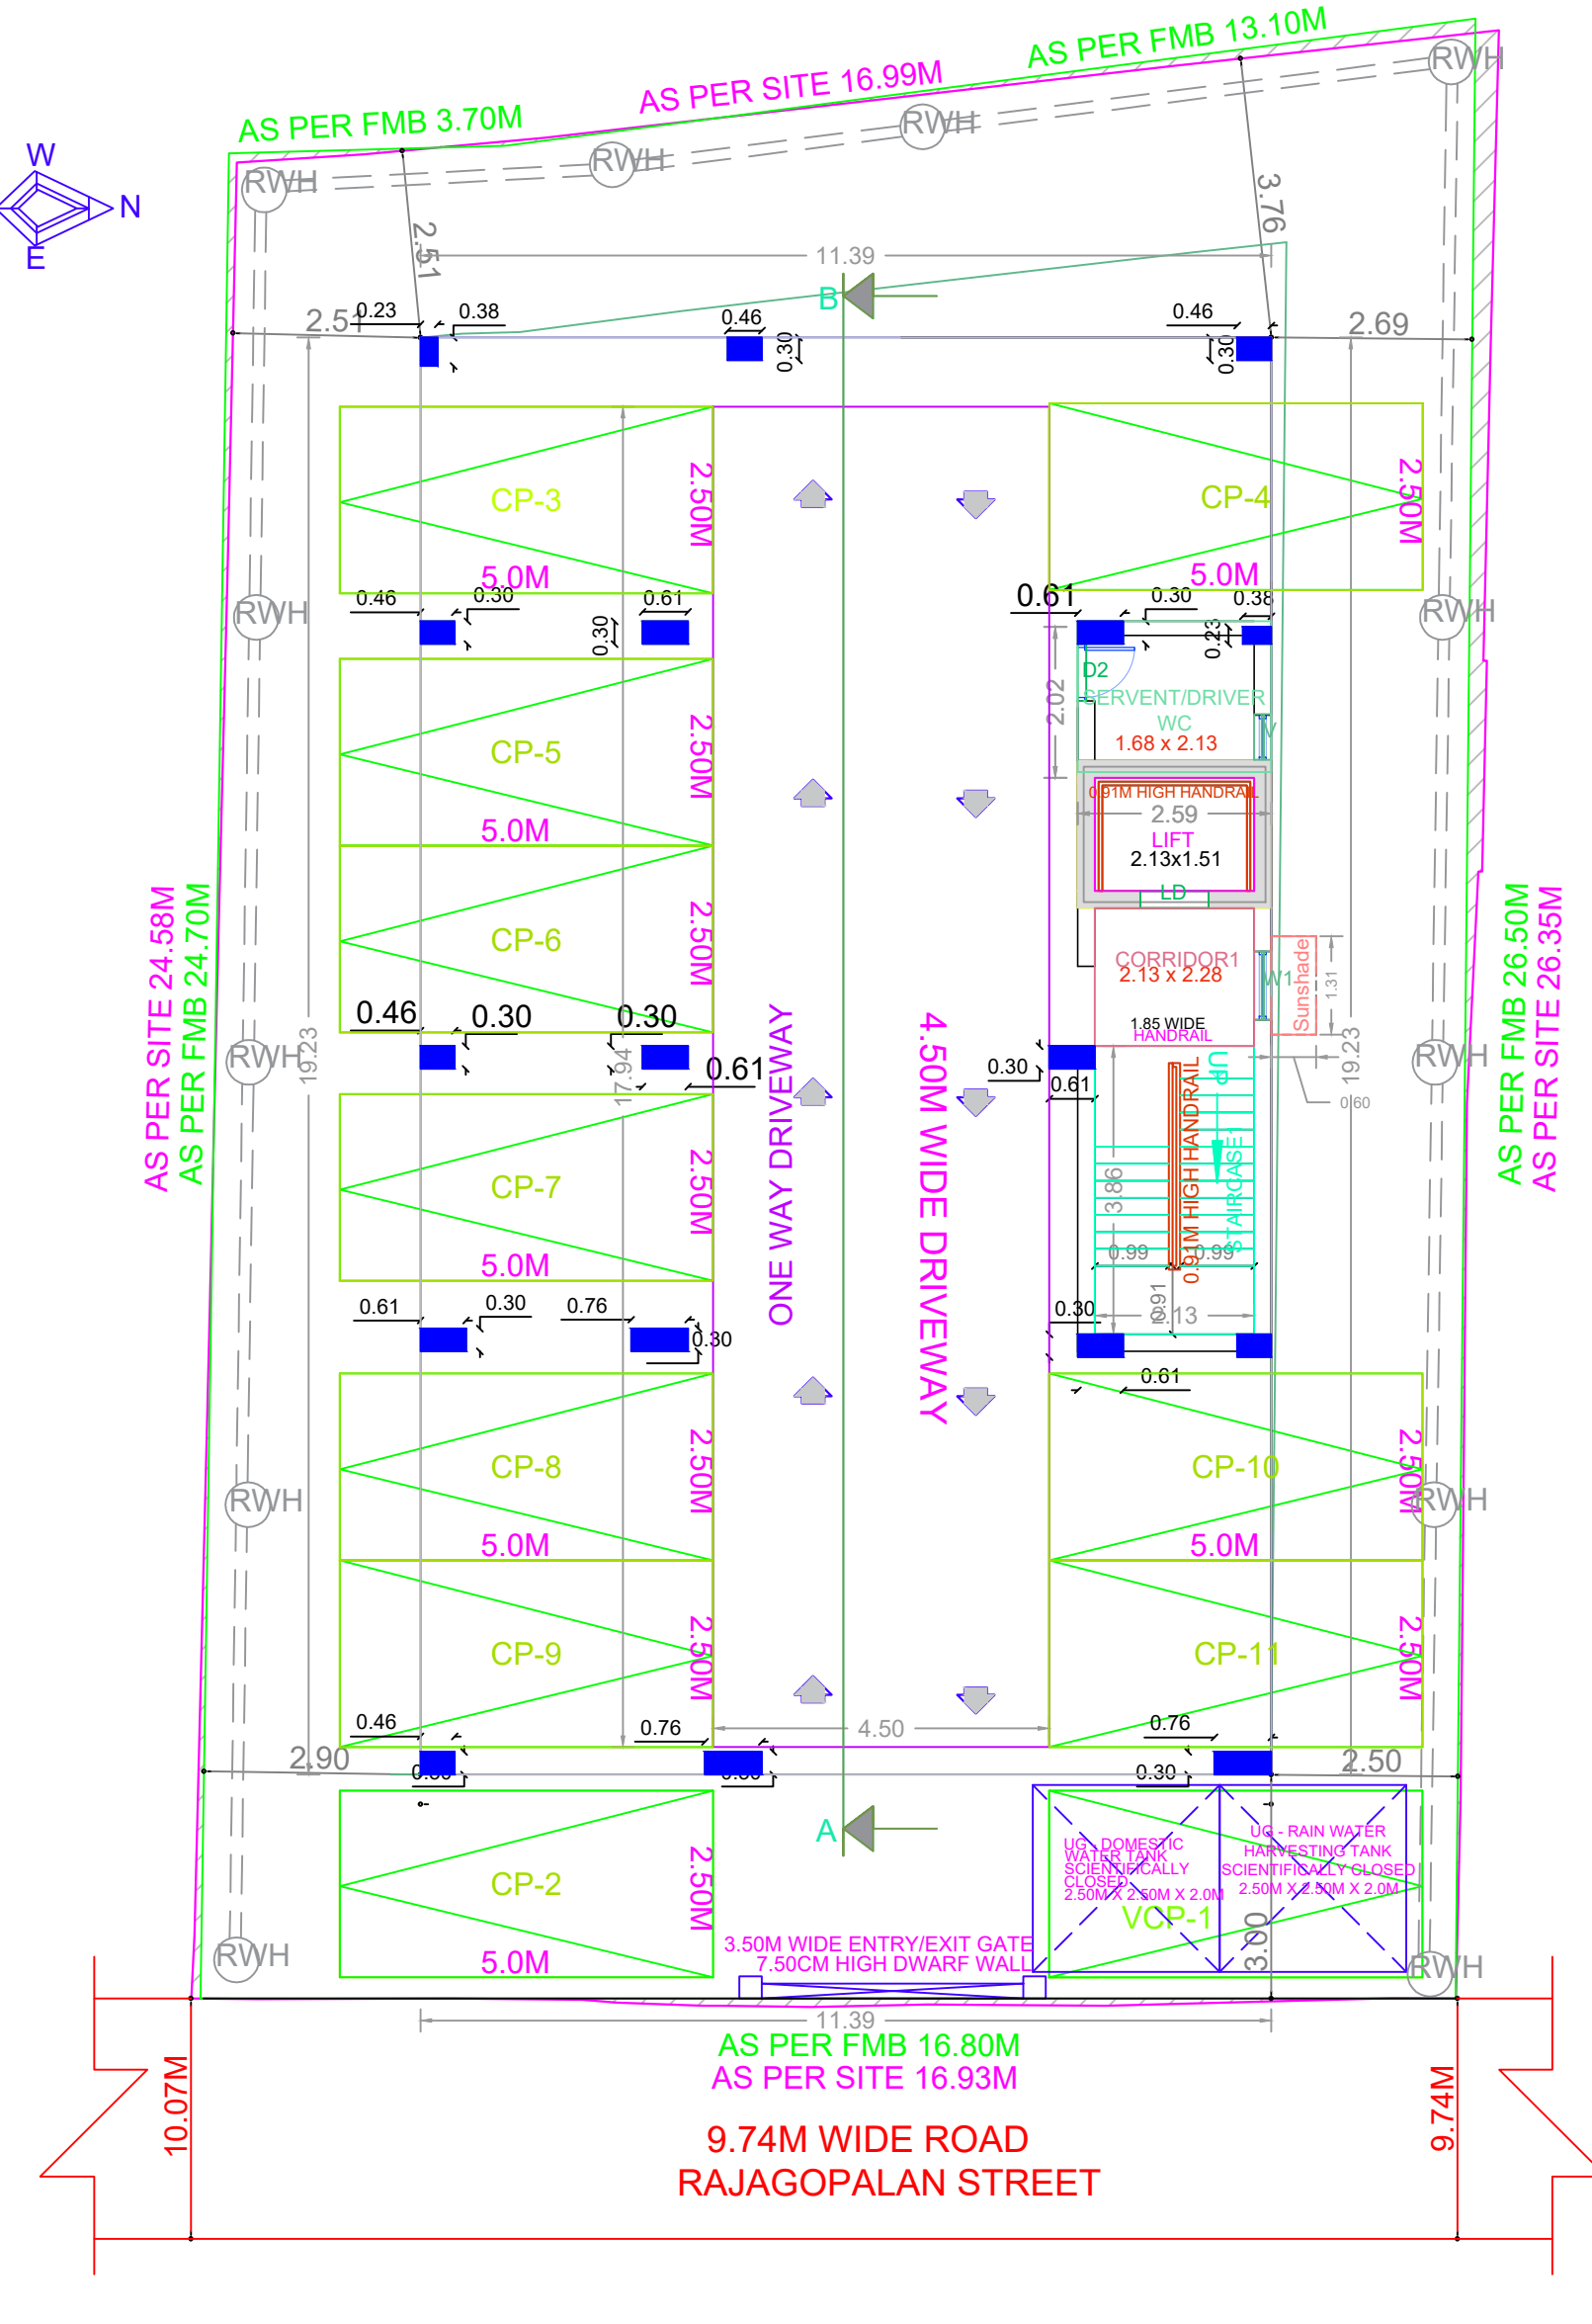 AS PER FMB 13.10M
AS PER SITE 16.99M
AS PER FMB 3.70M
W
N
E
RWH
RWH
RWH
RWH
2.51
3.76
11.39
B
0.23
0.38
2.51
0.46
0.30
0.46
0.30
2.69
CP-3
2.50M
5.0M
CP-4
2.50M
5.0M
RWH
RWH
0.46
0.30
0.61
0.30
0.61
0.30
0.38
0.23
D2
2.02
SERVENT/DRIVER
WC
1.68 x 2.13
V
CP-5
2.50M
5.0M
0.91M HIGH HANDRAIL
2.59
LIFT
2.13x1.51
LD
CP-6
2.50M
CORRIDOR1
2.13 x 2.28
W1
Sunshade
1.31
1.85 WIDE
HANDRAIL
AS PER SITE 24.58M
AS PER FMB 24.70M
AS PER FMB 26.50M
AS PER SITE 26.35M
0.46
0.30
0.30
0.61
RWH
RWH
19.23
17.94
19.23
0.30
0.61
0.60
ONE WAY DRIVEWAY
4.50M WIDE DRIVEWAY
UP
0.91M HIGH HANDRAIL
STAIRCASE1
3.86
0.99
0.99
0.91
2.13
CP-7
2.50M
5.0M
0.61
0.30
0.76
0.30
0.30
0.61
CP-8
2.50M
5.0M
CP-10
2.50M
5.0M
RWH
RWH
CP-9
2.50M
CP-11
2.50M
0.46
0.76
4.50
0.76
2.90
0.30
2.50
A
CP-2
2.50M
5.0M
UG - DOMESTIC
WATER TANK
SCIENTIFICALLY
CLOSED
2.50M X 2.50M X 2.0M
UG - RAIN WATER
HARVESTING TANK
SCIENTIFICALLY CLOSED
2.50M X 2.50M X 2.0M
VCP-1
3.00
RWH
RWH
3.50M WIDE ENTRY/EXIT GATE
7.50CM HIGH DWARF WALL
11.39
AS PER FMB 16.80M
AS PER SITE 16.93M
10.07M
9.74M
9.74M WIDE ROAD
RAJAGOPALAN STREET